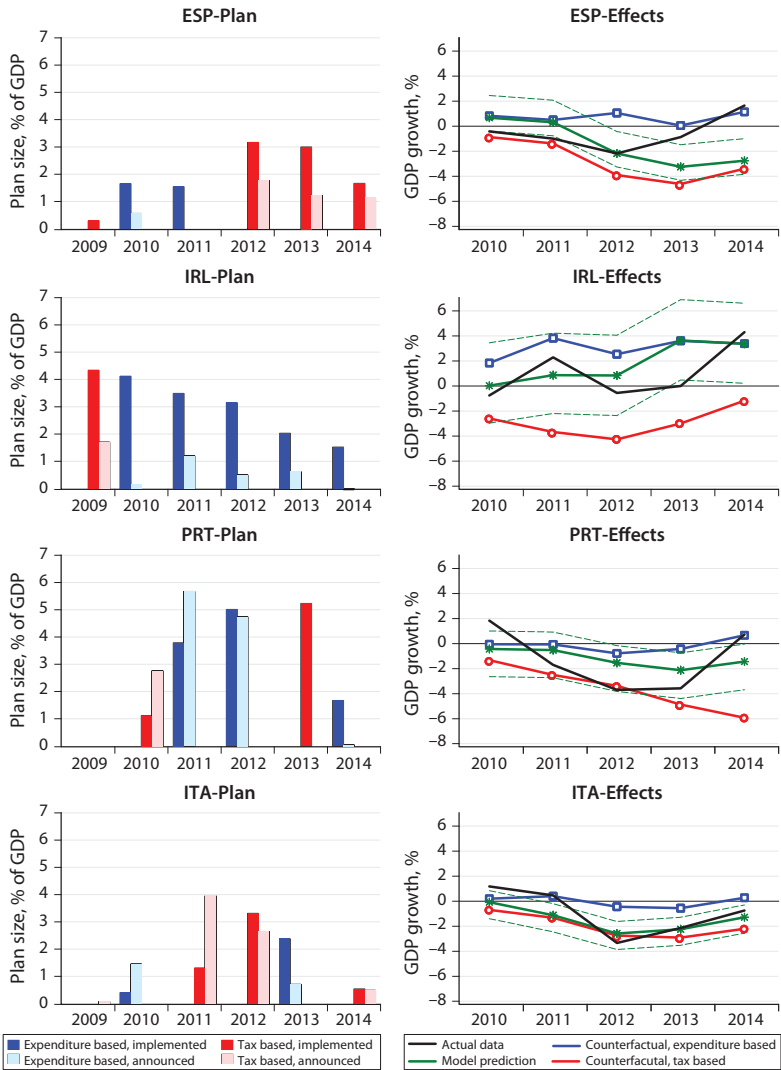 ESP-Plan
Plan size, % of GDP
7
6
5
4
3
2
1
0
2009 2010 2011 2012 2013 2014
ESP-Effects
GDP growth, %
6
4
2
0
−2
−4
−6
−8
2010 2011 2012 2013 2014
IRL-Plan
Plan size, % of GDP
7
6
5
4
3
2
1
0
2009 2010 2011 2012 2013 2014
IRL-Effects
GDP growth, %
6
4
2
0
−2
−4
−6
−8
2010 2011 2012 2013 2014
PRT-Plan
Plan size, % of GDP
7
6
5
4
3
2
1
0
2009 2010 2011 2012 2013 2014
PRT-Effects
GDP growth, %
6
4
2
0
−2
−4
−6
−8
2010 2011 2012 2013 2014
ITA-Plan
Plan size, % of GDP
7
6
5
4
3
2
1
0
2009 2010 2011 2012 2013 2014
ITA-Effects
GDP growth, %
6
4
2
0
−2
−4
−6
−8
2010 2011 2012 2013 2014
Expenditure based, implemented Tax based, implemented
Expenditure based, announced Tax based, announced
Actual data Counterfactual, expenditure based
Model prediction Counterfacutal, tax based